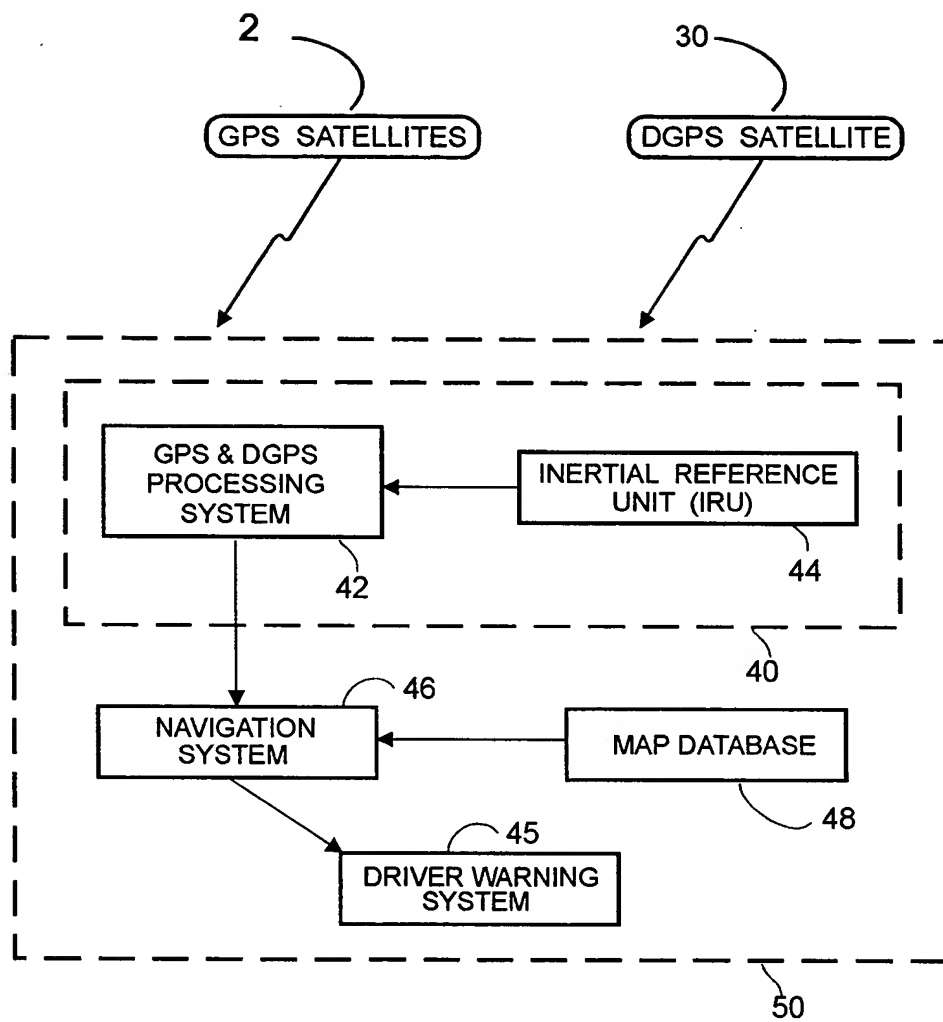 2
30
GPS SATELLITES
DGPS SATELLITE
GPS & DGPS
PROCESSING
SYSTEM
42
INERTIAL REFERENCE
UNIT (IRU)
44
40
46
NAVIGATION
SYSTEM
MAP DATABASE
48
45
DRIVER WARNING
SYSTEM
50